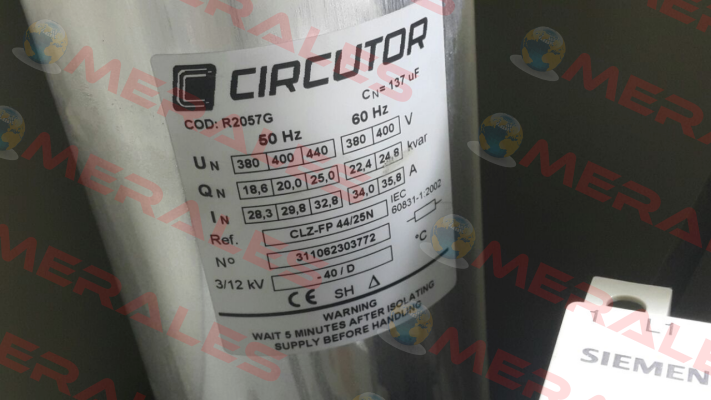 CIRCUTOR
COD: R2057G
CN= 137 uF
50 Hz
60 Hz
UN 380 400 440 380 400 V
QN 18,6 20,0 25,0 22,4 24,8 kvar
IN 28,3 29,8 32,8 34,0 35,8 A
Ref. CLZ-FP 44/25N
IEC 60831-1:2002
Nº 311062303772
3/12 kV - 40 / D °C
CE SH
WARNING
WAIT 5 MINUTES AFTER ISOLATING
SUPPLY BEFORE HANDLING
1 L1
SIEMEN
MERALES